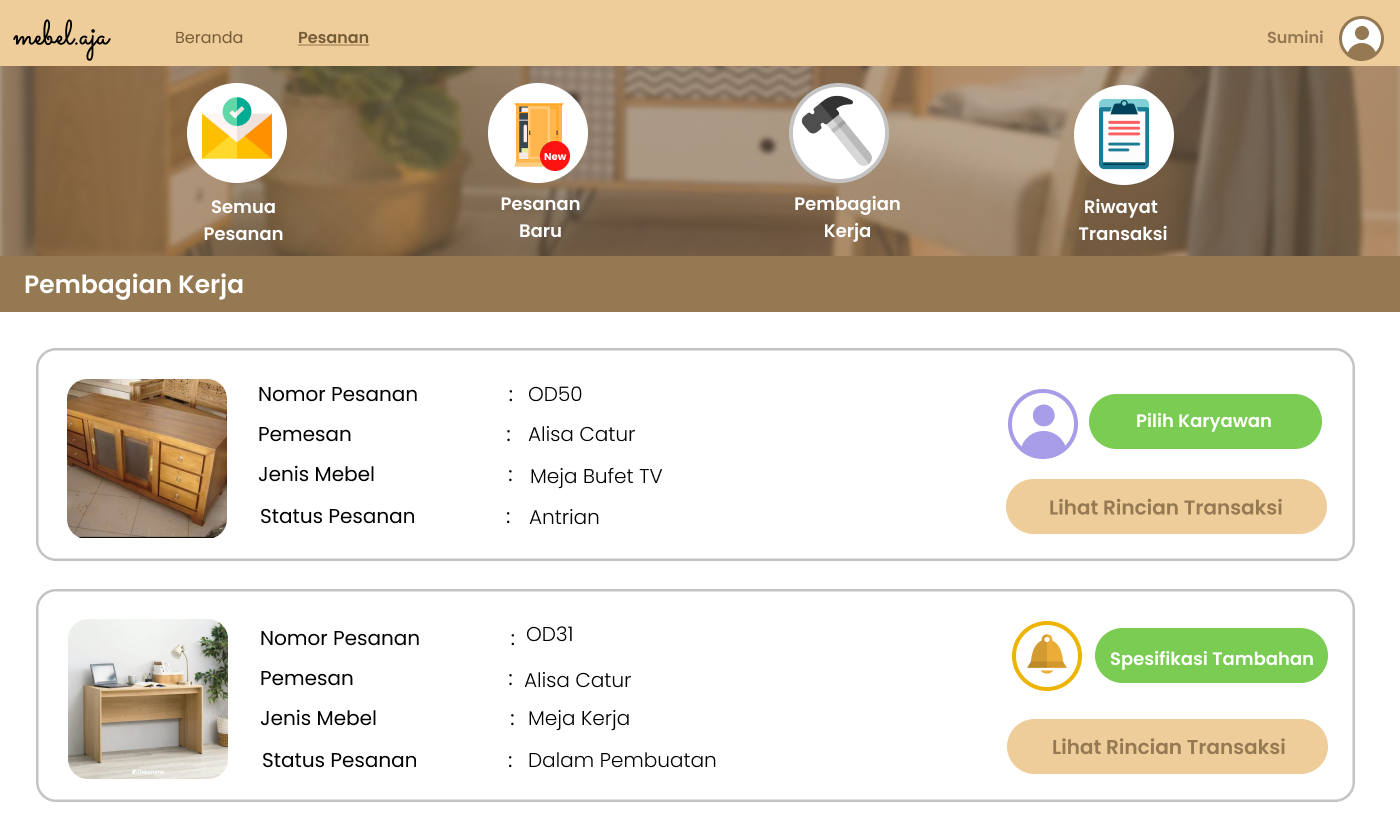 mebel.aja
Beranda
Pesanan
Sumini
New
Semua
Pesanan
Pesanan
Baru
Pembagian
Kerja
Riwayat
Transaksi
Pembagian Kerja
Nomor Pesanan : OD50
Pemesan : Alisa Catur
Jenis Mebel : Meja Bufet TV
Status Pesanan : Antrian
Pilih Karyawan
Lihat Rincian Transaksi
Nomor Pesanan : OD31
Pemesan : Alisa Catur
Jenis Mebel : Meja Kerja
Status Pesanan : Dalam Pembuatan
Spesifikasi Tambahan
Lihat Rincian Transaksi